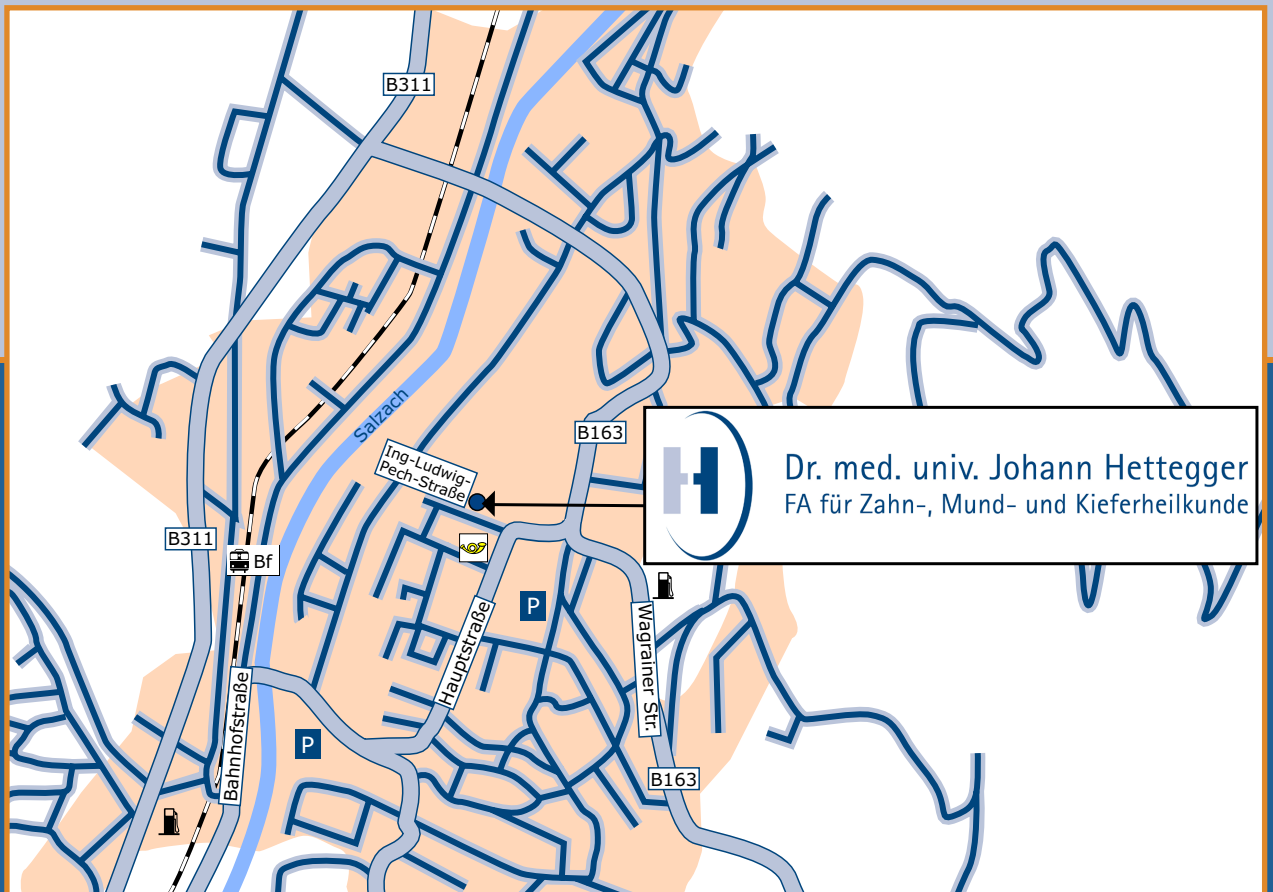 B311
Salzach
B163
Ing-Ludwig-
Pech-Straße
Dr. med. univ. Johann Hettegger
FA für Zahn-, Mund- und Kieferheilkunde
B311
Bf
P
Hauptstraße
Wagrainer Str.
Bahnhofstraße
P
B163